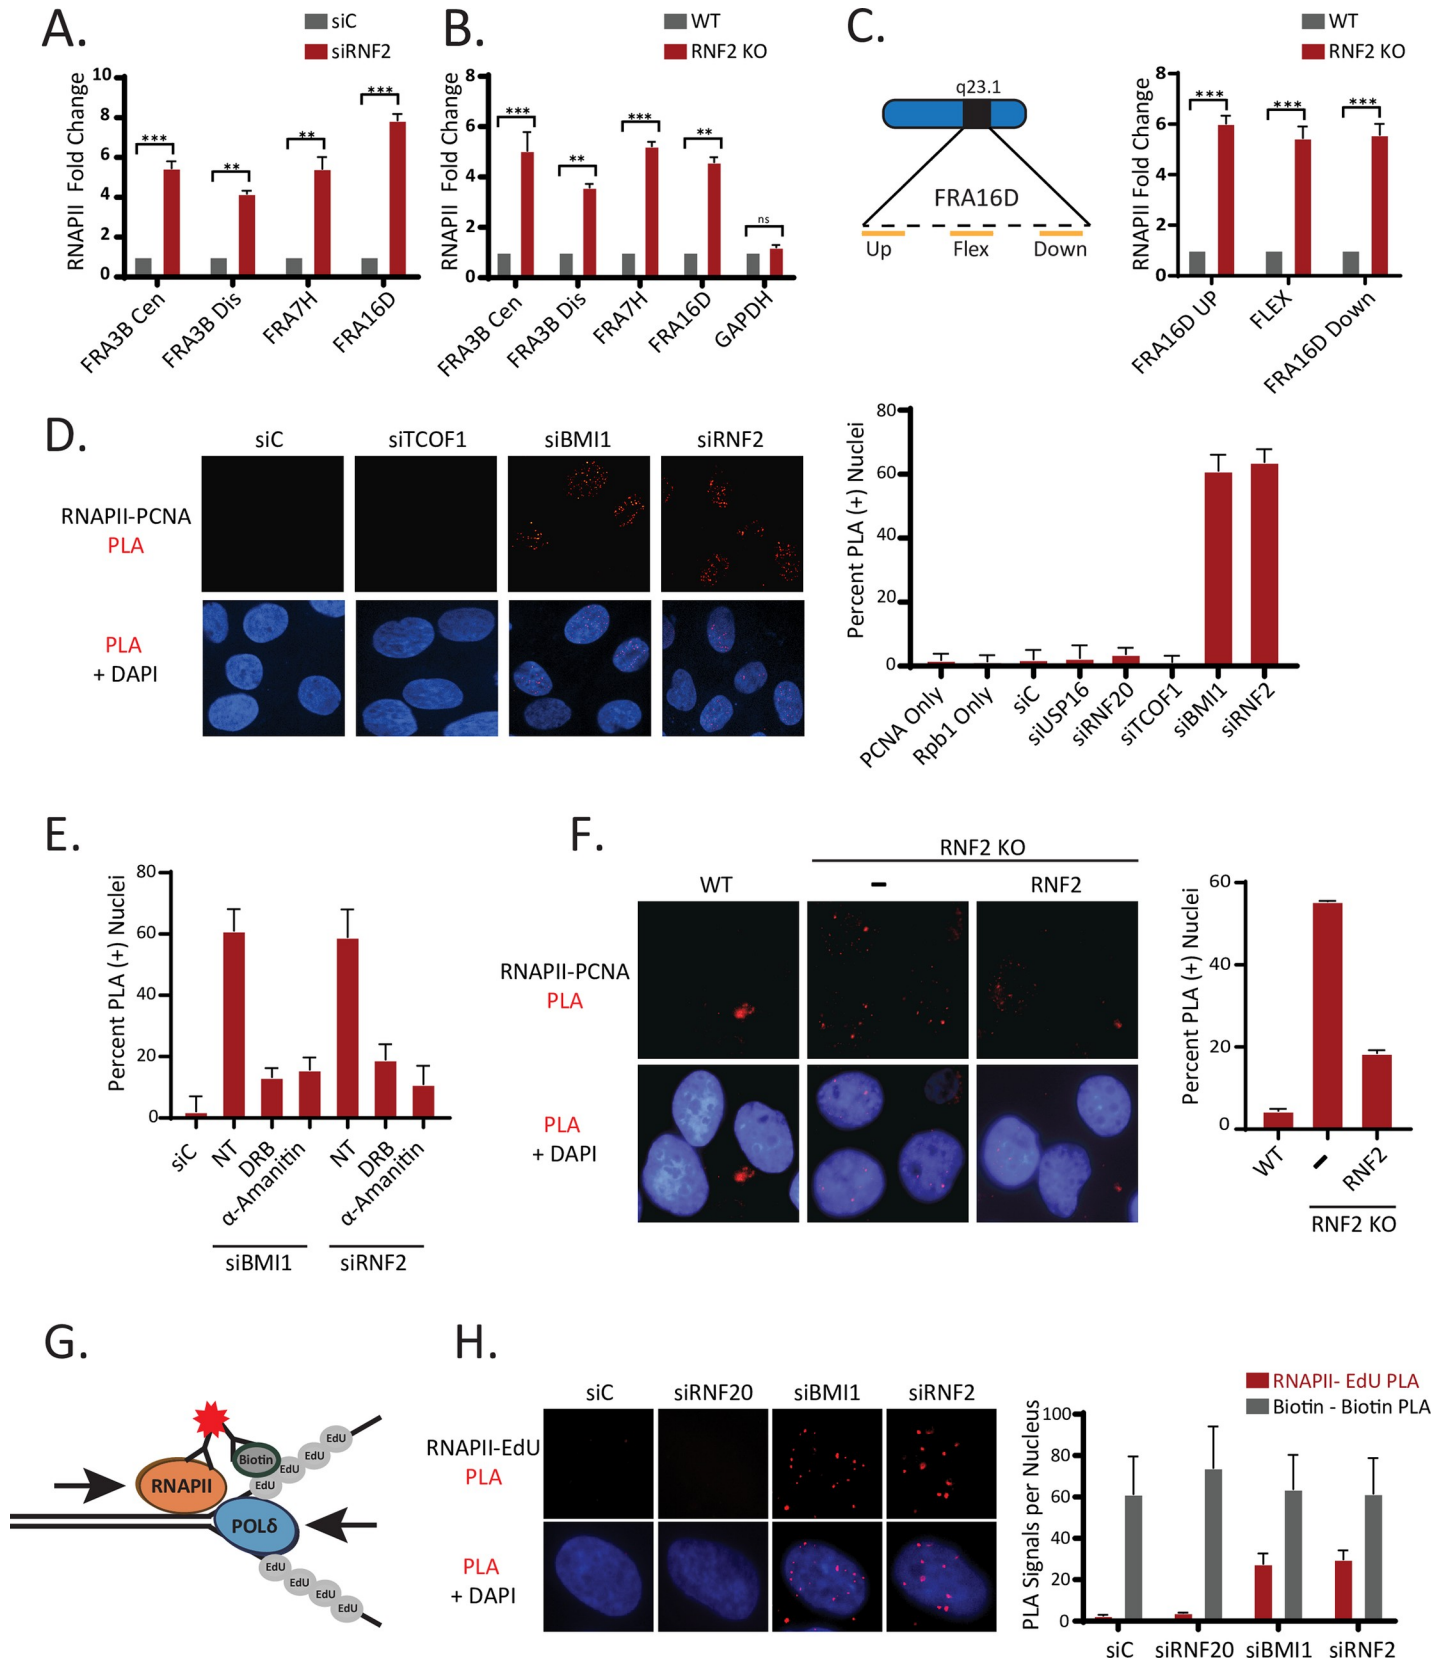 A.
siC
siRNF2
RNAPII Fold Change
10
8
6
4
2
0
***
**
**
***
FRA3B Cen
FRA3B Dis
FRA7H
FRA16D
B.
WT
RNF2 KO
RNAPII Fold Change
8
6
4
2
0
***
**
***
**
ns
FRA3B Cen
FRA3B Dis
FRA7H
FRA16D
GAPDH
C.
q23.1
FRA16D
Up
Flex
Down
WT
RNF2 KO
RNAPII Fold Change
8
6
4
2
0
***
***
***
FRA16D UP
FLEX
FRA16D Down
D.
siC
siTCOF1
siBMI1
siRNF2
RNAPII-PCNA
PLA
PLA
+ DAPI
Percent PLA (+) Nuclei
80
60
40
20
0
PCNA Only
Rpb1 Only
siC
siUSP16
siRNF20
siTCOF1
siBMI1
siRNF2
E.
Percent PLA (+) Nuclei
80
60
40
20
0
siC
NT
DRB
α-Amanitin
NT
DRB
α-Amanitin
siBMI1
siRNF2
F.
RNF2 KO
WT
–
RNF2
RNAPII-PCNA
PLA
PLA
+ DAPI
Percent PLA (+) Nuclei
60
40
20
0
WT
–
RNF2
RNF2 KO
G.
RNAPII
Biotin
EdU
EdU
EdU
EdU
POLδ
EdU
EdU
EdU
EdU
H.
siC
siRNF20
siBMI1
siRNF2
RNAPII-EdU
PLA
PLA
+ DAPI
RNAPII- EdU PLA
Biotin - Biotin PLA
PLA Signals per Nucleus
100
80
60
40
20
0
siC
siRNF20
siBMI1
siRNF2